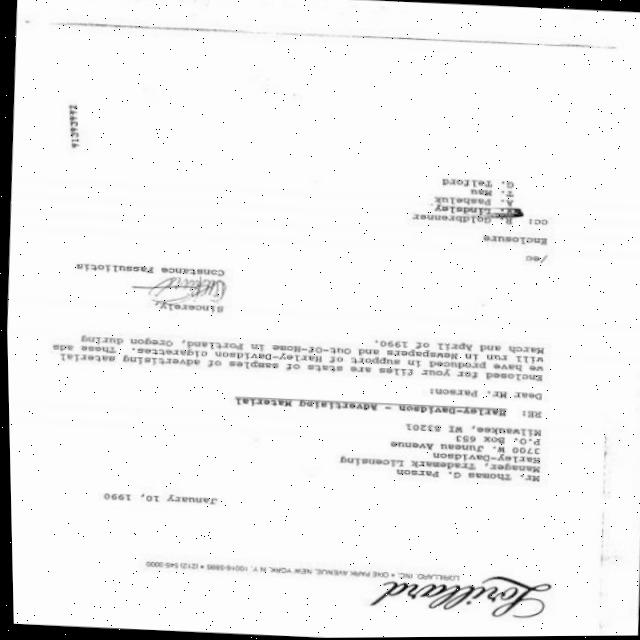 Lorillard
LORILLARD, INC. • ONE PARK AVENUE, NEW YORK, N.Y. 10016-5895 • (212) 545-3000
January 10, 1990
Mr. Thomas G. Parson
Manager, Trademark Licensing
Harley-Davidson
3700 W. Juneau Avenue
P.O. Box 653
Milwaukee, WI 53201
RE: Harley-Davidson - Advertising Material
Dear Mr. Parson:
Enclosed for your files are stats of samples of advertising material
we have produced in support of Harley-Davidson cigarettes. These ads
will run in Newspapers and Out-Of-Home in Portland, Oregon during
March and April of 1990.
Sincerely,
Constance Passuliotis
/ec
Enclosure
cc: R. Goldbrenner
Lindsley
Pasheluk
T. Mau
G. Telford